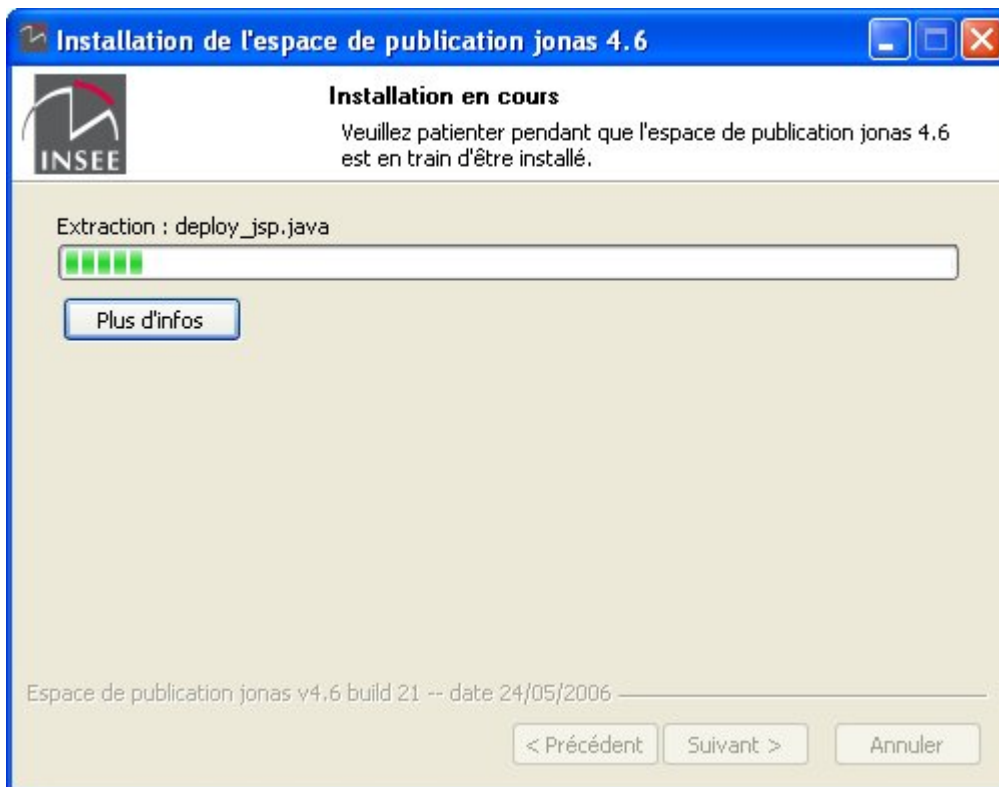 Installation de l'espace de publication jonas 4.6
INSEE
Installation en cours
Veuillez patienter pendant que l'espace de publication jonas 4.6
est en train d'être installé.
Extraction : deploy_jsp.java
Plus d'infos
Espace de publication jonas v4.6 build 21 -- date 24/05/2006
< Précédent
Suivant >
Annuler